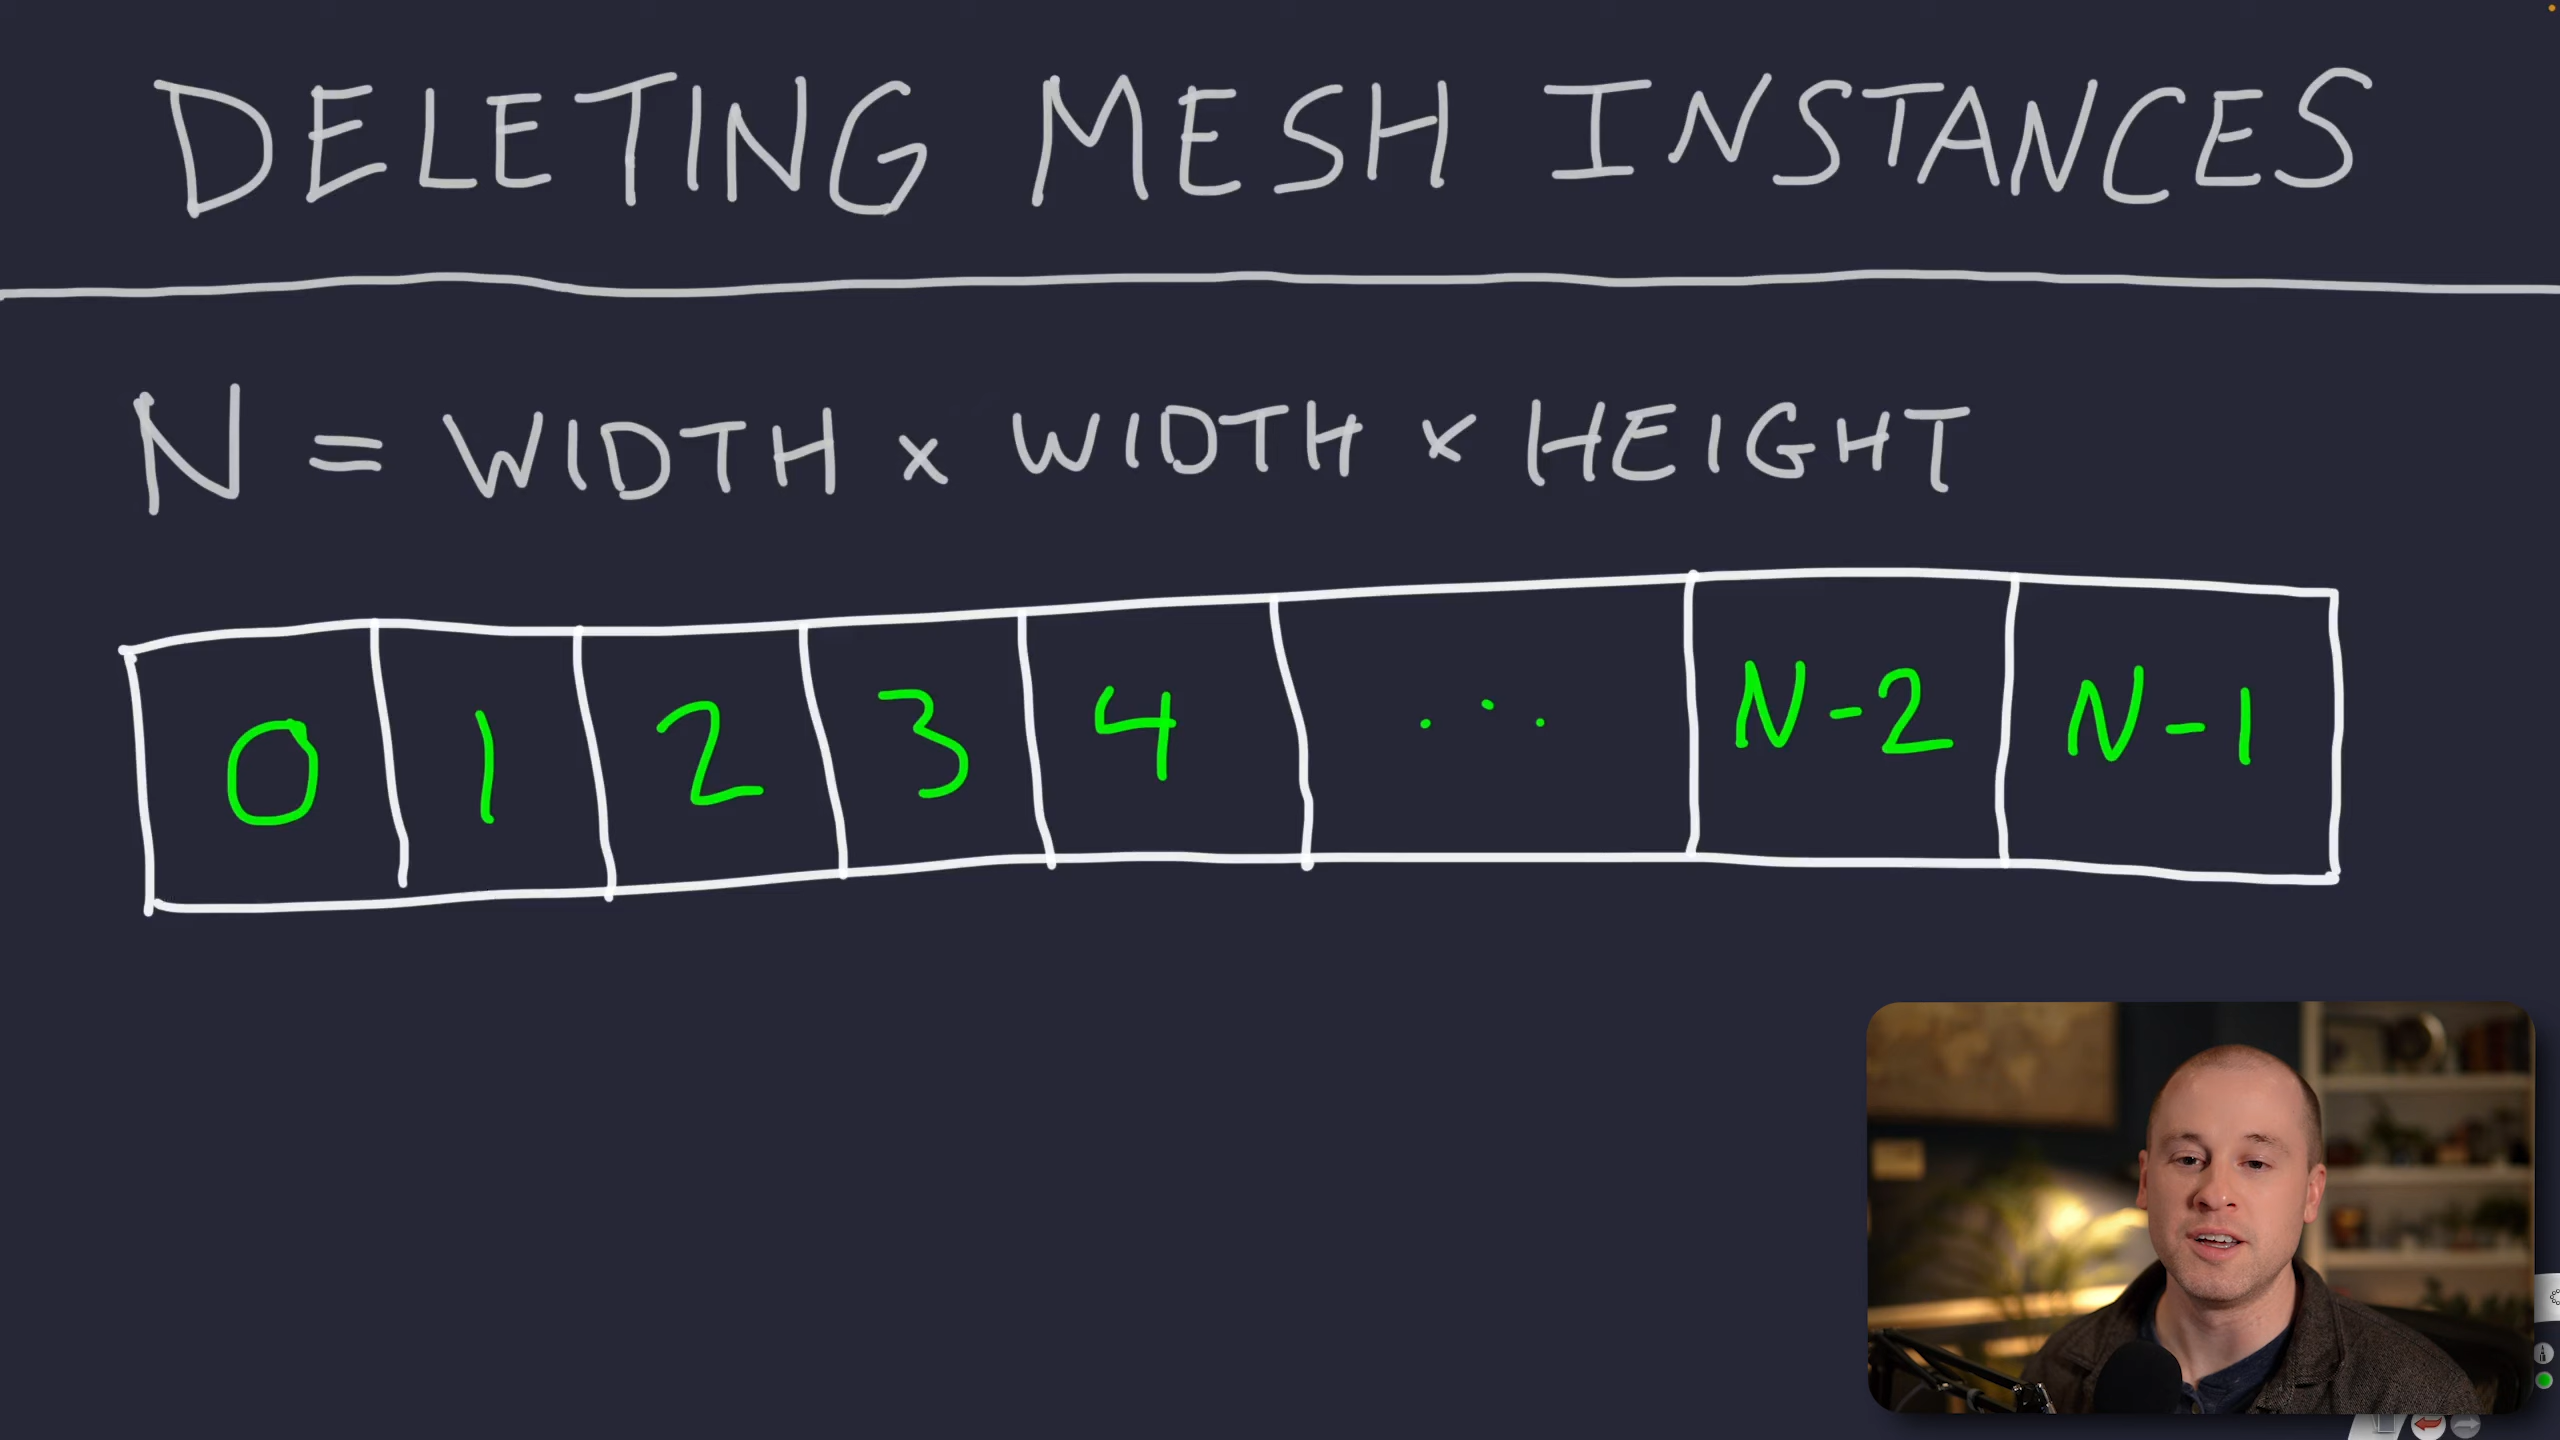 DELETING MESH INSTANCES
N = WIDTH x WIDTH x HEIGHT
0 1 2 3 4 ... N-2 N-1